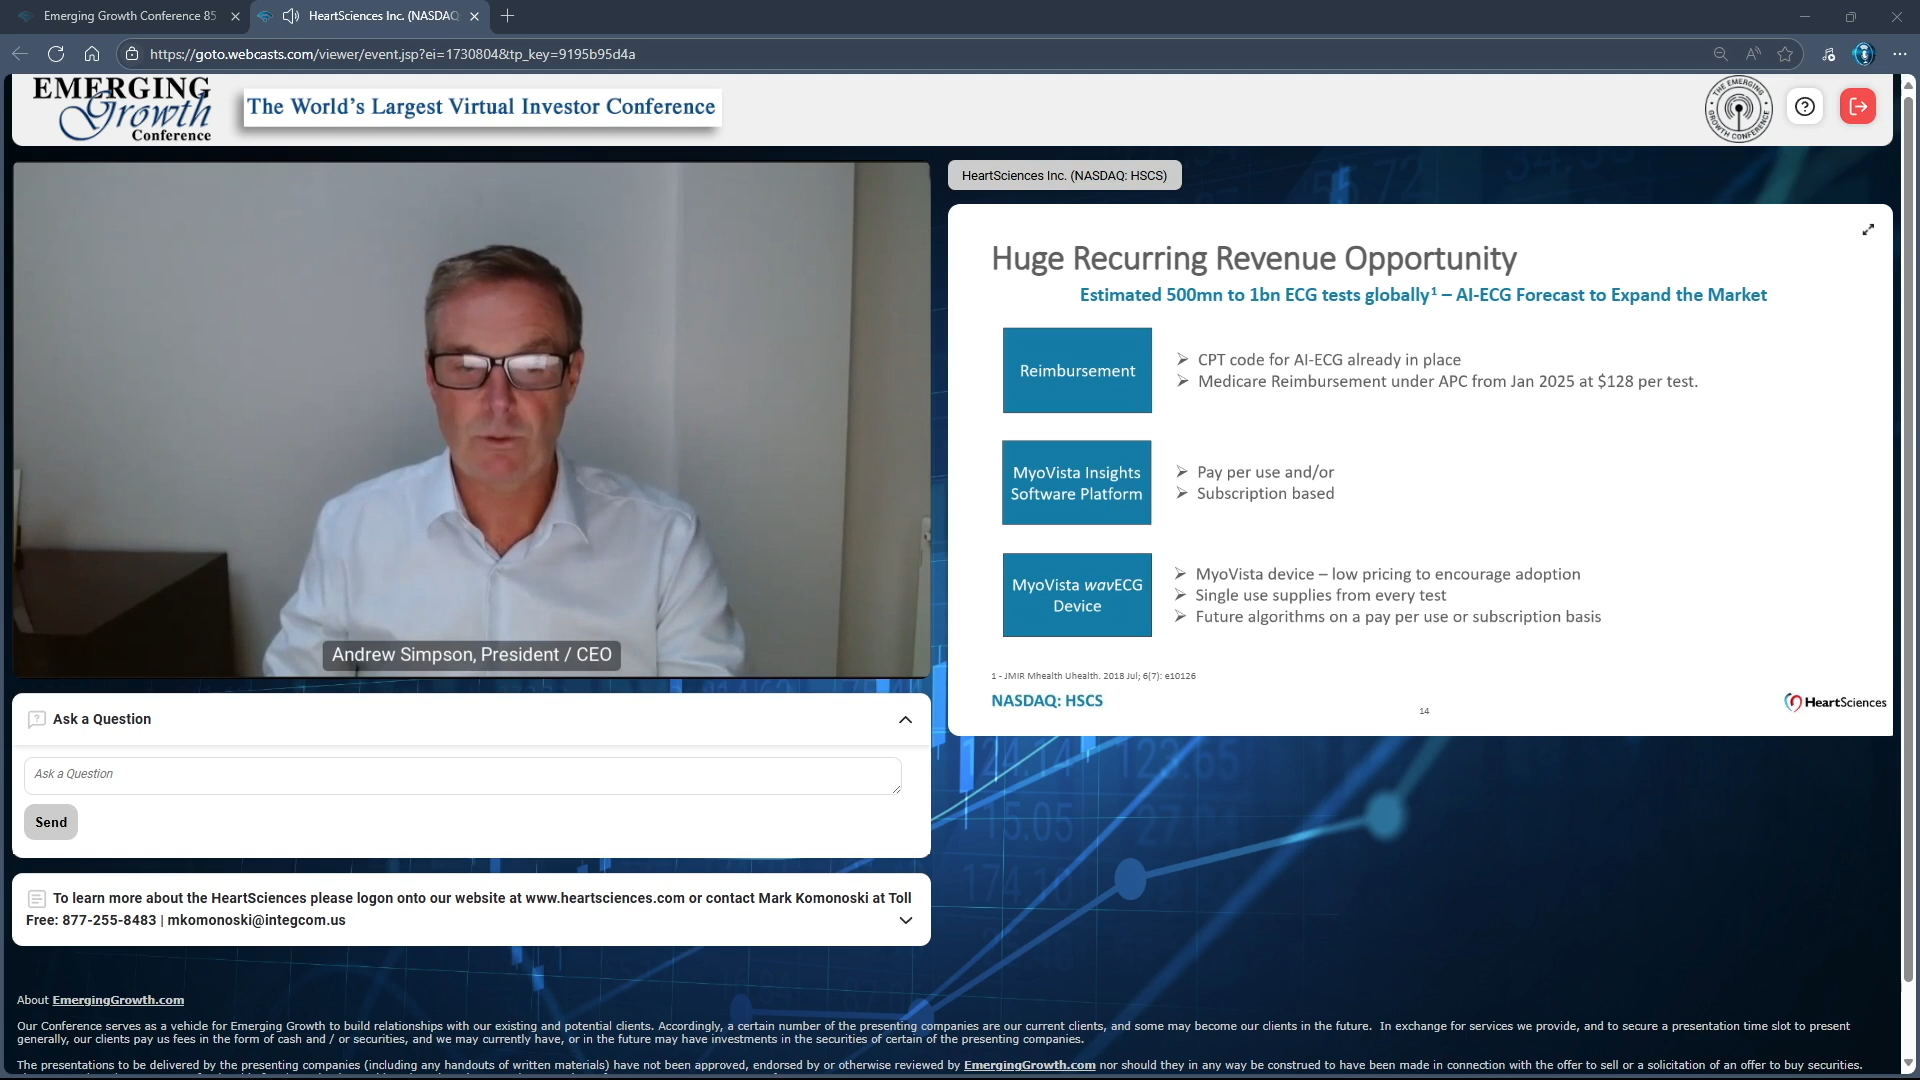 Emerging Growth Conference 85
HeartSciences Inc. (NASDAQ
https://goto.webcasts.com/viewer/event.jsp?ei=1730804&tp_key=9195b95d4a
EMERGING
Growth
Conference
The World's Largest Virtual Investor Conference
THE EMERGING
GROWTH CONFERENCE
HeartSciences Inc. (NASDAQ: HSCS)
Andrew Simpson, President / CEO
Huge Recurring Revenue Opportunity
Estimated 500mn to 1bn ECG tests globally¹ – AI-ECG Forecast to Expand the Market
Reimbursement
➢ CPT code for AI-ECG already in place
➢ Medicare Reimbursement under APC from Jan 2025 at $128 per test.
MyoVista Insights
Software Platform
➢ Pay per use and/or
➢ Subscription based
MyoVista wavECG
Device
➢ MyoVista device – low pricing to encourage adoption
➢ Single use supplies from every test
➢ Future algorithms on a pay per use or subscription basis
1 - JMIR Mhealth Uhealth. 2018 Jul; 6(7): e10126
NASDAQ: HSCS
14
HeartSciences
Ask a Question
Ask a Question
Send
To learn more about the HeartSciences please logon onto our website at www.heartsciences.com or contact Mark Komonoski at Toll
Free: 877-255-8483 | mkomonoski@integcom.us
124.14 123.65
15.05
174.10
About EmergingGrowth.com
Our Conference serves as a vehicle for Emerging Growth to build relationships with our existing and potential clients. Accordingly, a certain number of the presenting companies are our current clients, and some may become our clients in the future. In exchange for services we provide, and to secure a presentation time slot to present
generally, our clients pay us fees in the form of cash and / or securities, and we may currently have, or in the future may have investments in the securities of certain of the presenting companies.
The presentations to be delivered by the presenting companies (including any handouts of written materials) have not been approved, endorsed by or otherwise reviewed by EmergingGrowth.com nor should they in any way be construed to have been made in connection with the offer to sell or a solicitation of an offer to buy securities.